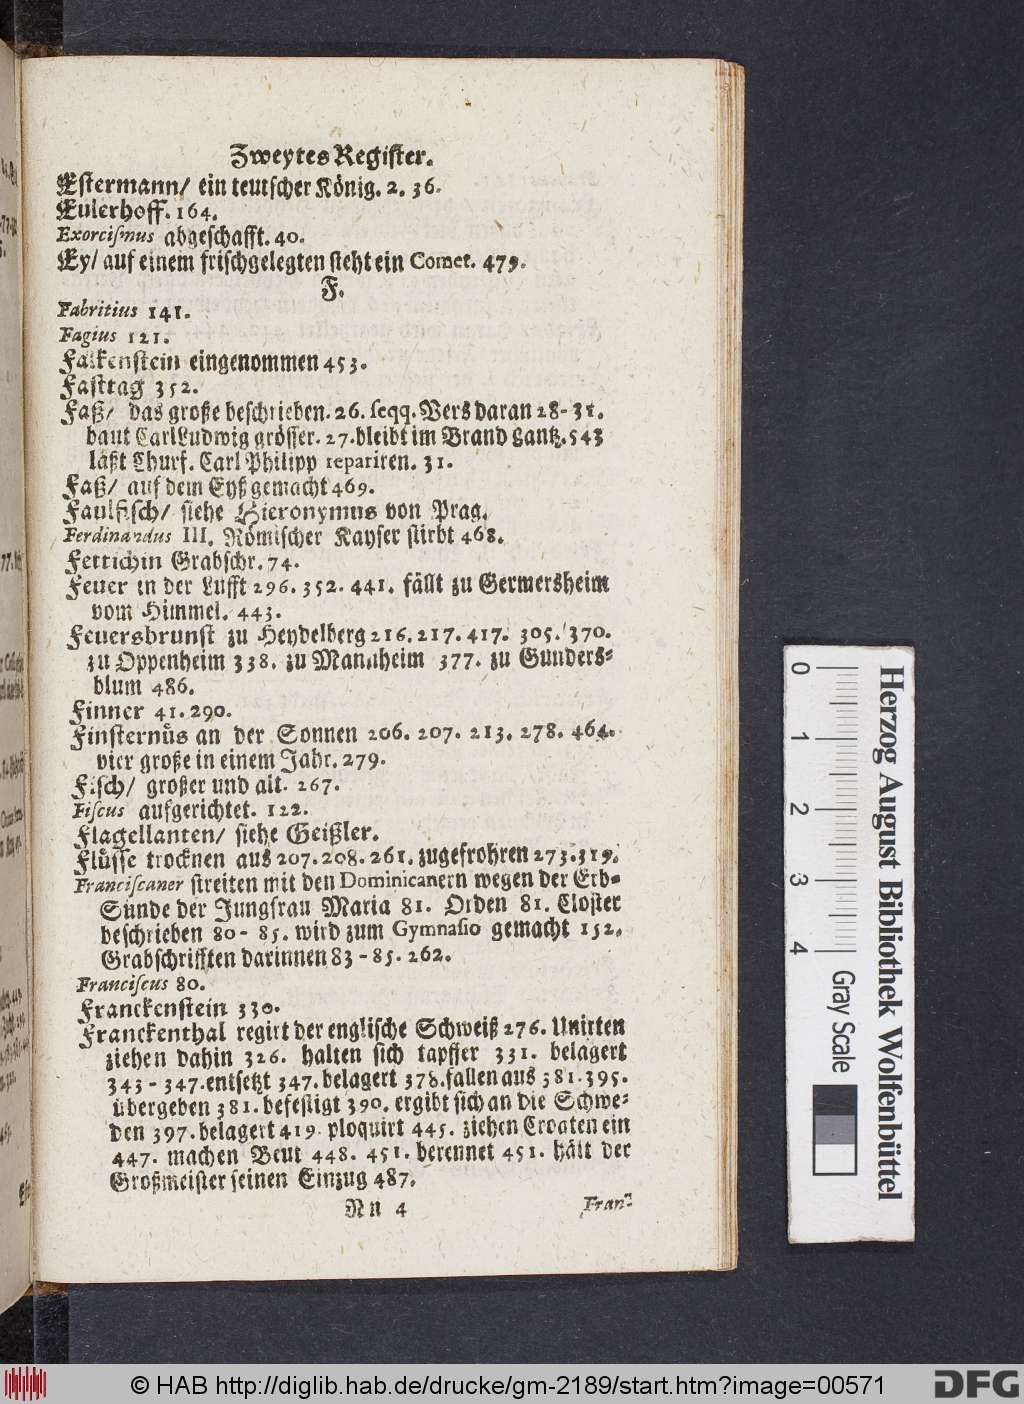 Zweytes Register.
Estermann/ ein teutscher König. 2. 36.
Eulerhoff. 164.
Exorciſmus abgeschafft. 40.
Ey/ auf einem frischgelegten steht ein Comet. 479.
F.
Fabritius 141.
Fagius 121.
Falkenstein eingenommen 453.
Fasttag 352.
Faß/ das große beschrieben. 26. seqq. Vers daran 28-31.
baut Carl Ludwig grösser. 27. bleibt im Brand gantz. 543
läßt Churf. Carl Philipp repariren. 31.
Faß/ auf dem Eyß gemacht 469.
Faulfisch/ siehe Hieronymus von Prag.
Ferdinandus III. Römischer Kayser stirbt 468.
Fettichin Grabschr. 74.
Feuer in der Lufft 296. 352. 441. fällt zu Germersheim
vom Himmel. 443.
Feuersbrunst zu Heydelberg 216. 217. 417. 305. 370.
zu Oppenheim 338. zu Mannheim 377. zu Gunders-
blum 486.
Finner 41. 290.
Finsternüs an der Sonnen 206. 207. 213. 278. 464.
vier große in einem Jahr. 279.
Fisch/ großer und alt. 267.
Fiscus aufgerichtet. 122.
Flagellanten/ siehe Geißler.
Flüsse trocknen aus 207. 208. 261. zugefrohren 273. 319.
Franciſcaner streiten mit den Dominicanern wegen der Erb-
Sünde der Jungfrau Maria 81. Orden 81. Closter
beschrieben 80-85. wird zum Gymnasio gemacht 152.
Grabschrifften darinnen 83-85. 262.
Franciſcus 80.
Franckenstein 330.
Franckenthal regirt der englische Schweiß 276. Unirten
ziehen dahin 326. halten sich tapffer 331. belagert
343-347. entsetzt 347. belagert 378. fallen aus 381. 395.
übergeben 381. befestigt 390. ergibt sich an die Schwe-
den 397. belagert 419. ploquirt 445. ziehen Croaten ein
447. machen Beut 448. 451. berennet 451. hält der
Großmeister seinen Einzug 487.
Nn 4
Fran-
0 1 2 3 4
Gray Scale
Herzog August Bibliothek Wolfenbüttel
© HAB http://diglib.hab.de/drucke/gm-2189/start.htm?image=00571
DFG